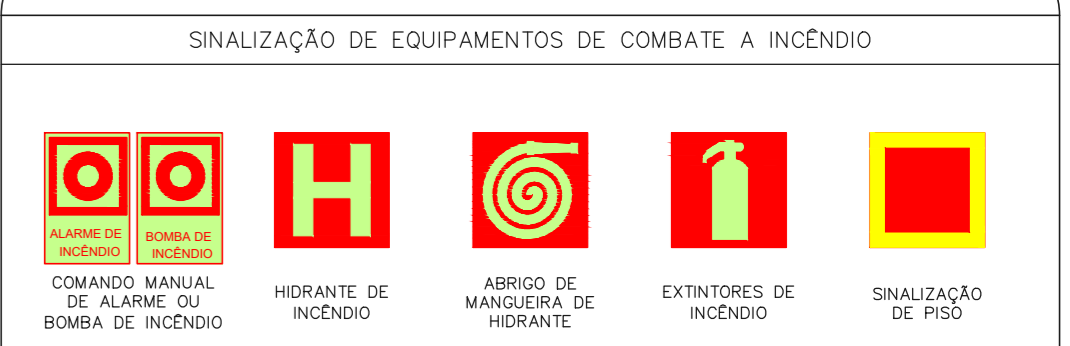 SINALIZAÇÃO DE EQUIPAMENTOS DE COMBATE A INCÊNDIO
ALARME DE
INCÊNDIO
BOMBA DE
INCÊNDIO
H
COMANDO MANUAL
DE ALARME OU
BOMBA DE INCÊNDIO
HIDRANTE DE
INCÊNDIO
ABRIGO DE
MANGUEIRA DE
HIDRANTE
EXTINTORES DE
INCÊNDIO
SINALIZAÇÃO
DE PISO